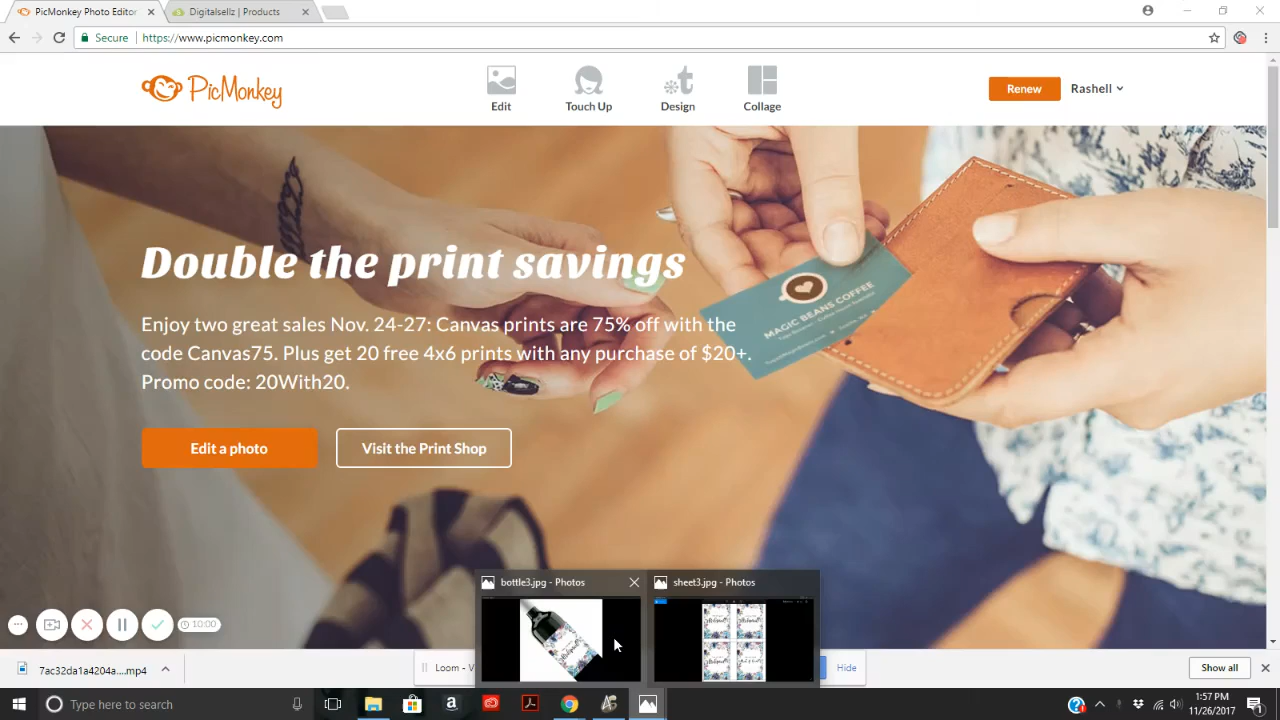 PicMonkey Photo Editor
Digitalsellz | Products
Secure
https://www.picmonkey.com
PicMonkey
Edit
Touch Up
Design
Collage
Renew
Rashell
Double the print savings
Enjoy two great sales Nov. 24-27: Canvas prints are 75% off with the
code Canvas75. Plus get 20 free 4x6 prints with any purchase of $20+.
Promo code: 20With20.
Edit a photo
Visit the Print Shop
MAGIC BEANS COFFEE
bottle3.jpg - Photos
sheet3.jpg - Photos
10:00
7ac32da1a4204a....mp4
Loom - V
Hide
Show all
Type here to search
1:57 PM
11/26/2017